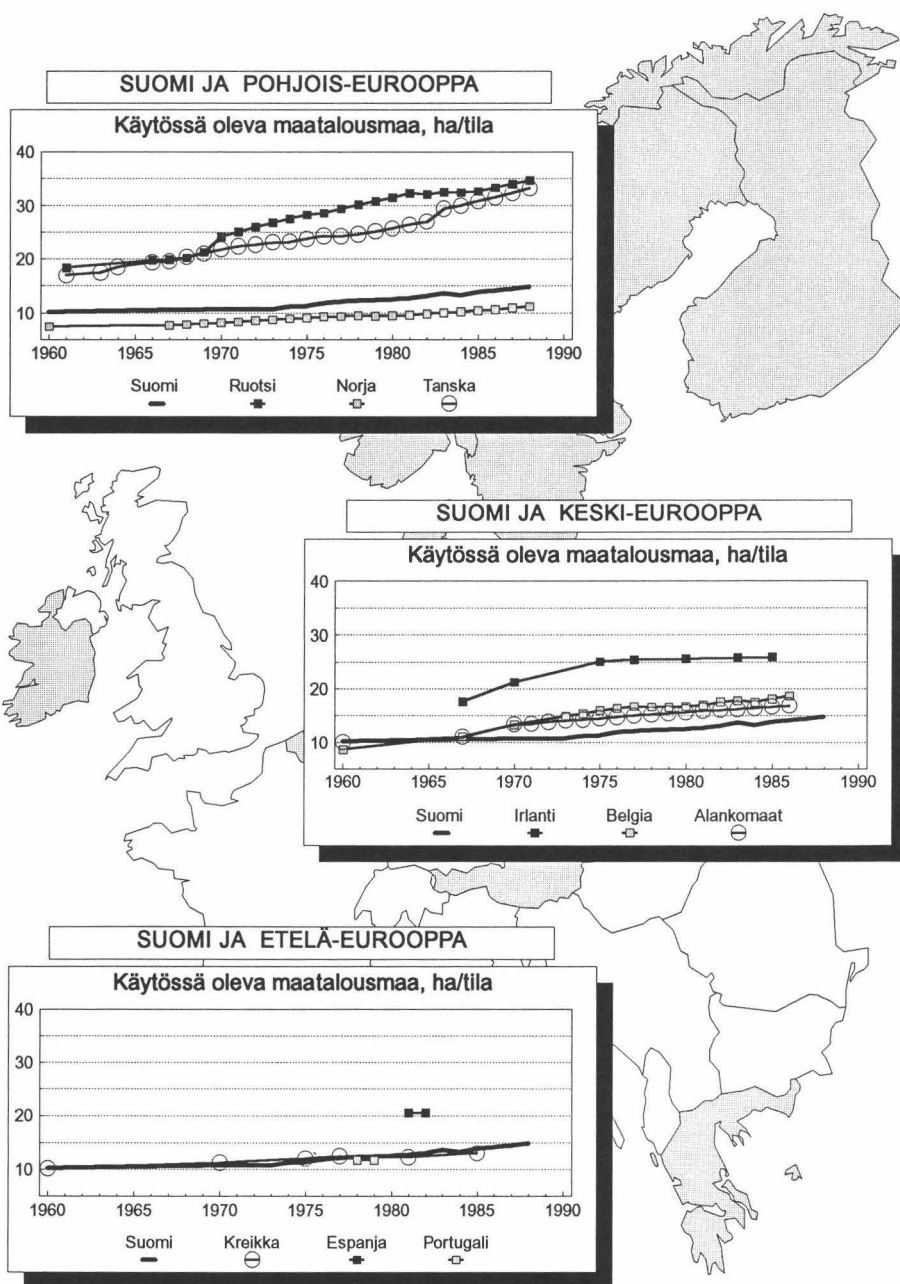 SUOMI JA POHJOIS-EUROOPPA
Käytössä oleva maatalousmaa, ha/tila
40
30
20
10
1960 1965 1970 1975 1980 1985 1990
Suomi Ruotsi Norja Tanska
SUOMI JA KESKI-EUROOPPA
Käytössä oleva maatalousmaa, ha/tila
40
30
20
10
1960 1965 1970 1975 1980 1985 1990
Suomi Irlanti Belgia Alankomaat
SUOMI JA ETELÄ-EUROOPPA
Käytössä oleva maatalousmaa, ha/tila
40
30
20
10
1960 1965 1970 1975 1980 1985 1990
Suomi Kreikka Espanja Portugali